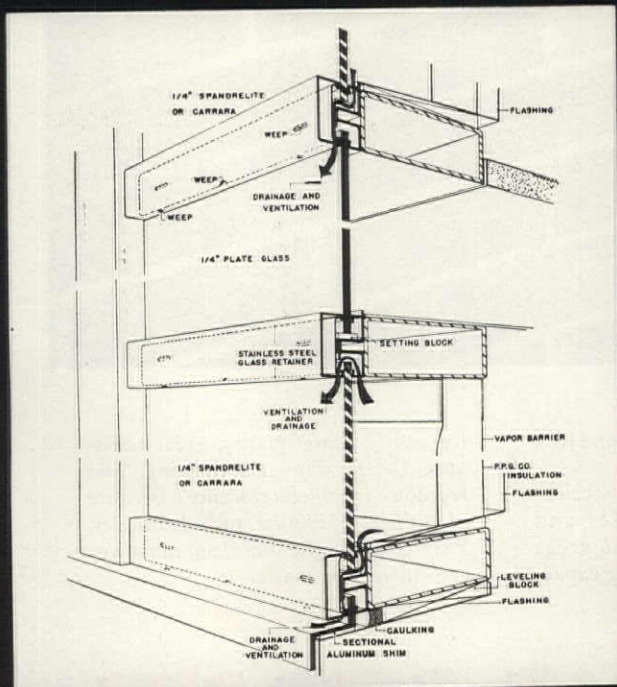 1/4" SPANDRELITE
OR CARRARA
FLASHING
WEEP
WEEP
WEEP
DRAINAGE AND
VENTILATION
1/4" PLATE GLASS
SETTING BLOCK
STAINLESS STEEL
GLASS RETAINER
VENTILATION
AND
DRAINAGE
VAPOR BARRIER
1/4" SPANDRELITE
OR CARRARA
P.P.G. CO.
INSULATION
FLASHING
LEVELING
BLOCK
FLASHING
CAULKING
DRAINAGE
AND
VENTILATION
SECTIONAL
ALUMINUM SHIM